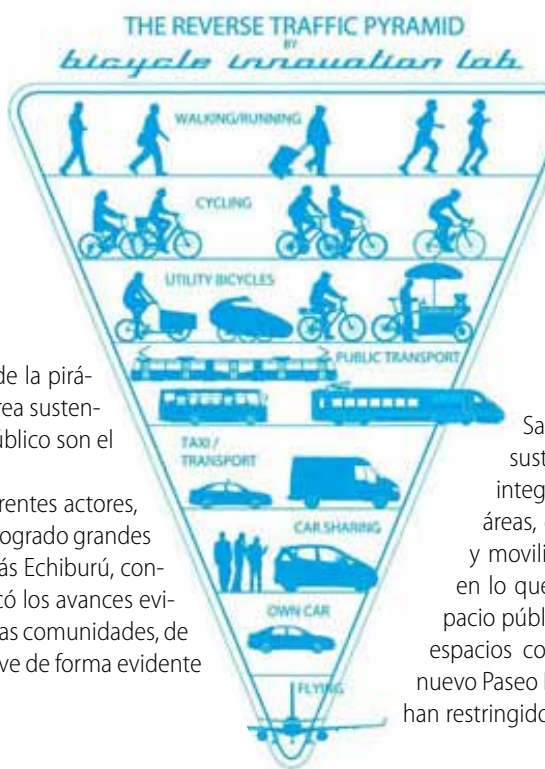 THE REVERSE TRAFFIC PYRAMID
BY
bicycle innovation lab
WALKING/RUNNING
CYCLING
UTILITY BICYCLES
PUBLIC TRANSPORT
TAXI /
TRANSPORT
CAR SHARING
OWN CAR
FLYING
de la pirá-
rea susten-
úblico son el
rentes actores,
ogrado grandes
ás Echiburú, con-
có los avances evi-
as comunidades, de
ve de forma evidente
Sa
sust
integ
áreas,
y movili
en lo que
pacio públ
espacios co
nuevo Paseo
han restringido